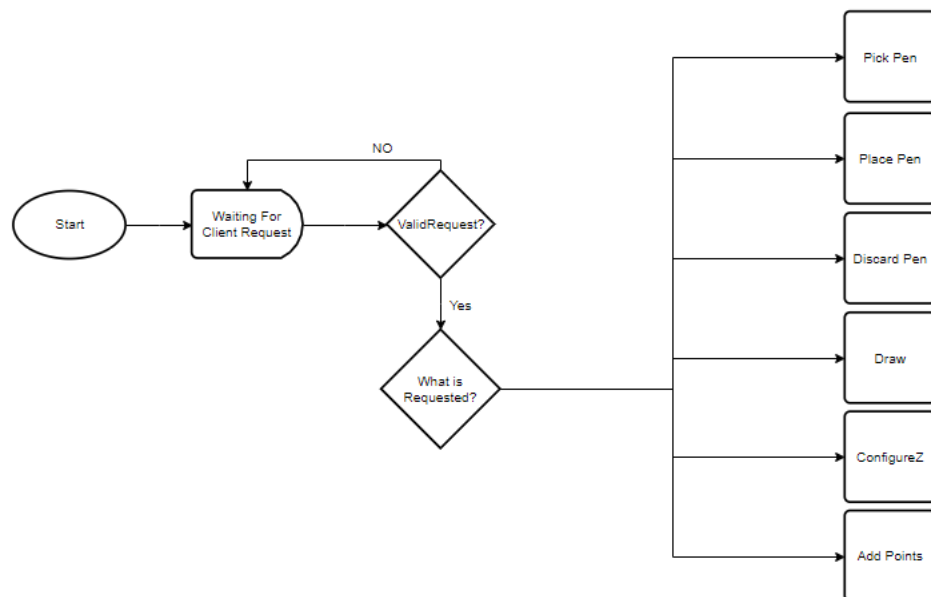 Start
Waiting For
Client Request
NO
ValidRequest?
Yes
What is
Requested?
Pick Pen
Place Pen
Discard Pen
Draw
ConfigureZ
Add Points